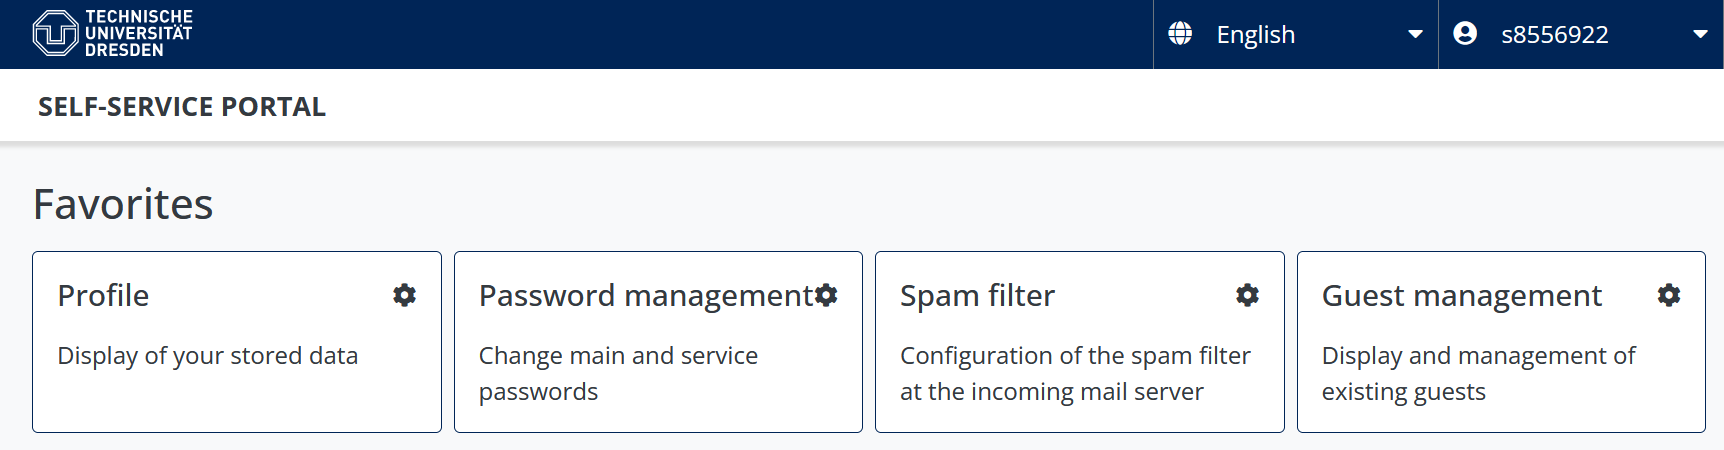 TECHNISCHE
UNIVERSITÄT
DRESDEN
English
s8556922
SELF-SERVICE PORTAL
Favorites
Profile
Display of your stored data
Password management
Change main and service
passwords
Spam filter
Configuration of the spam filter
at the incoming mail server
Guest management
Display and management of
existing guests